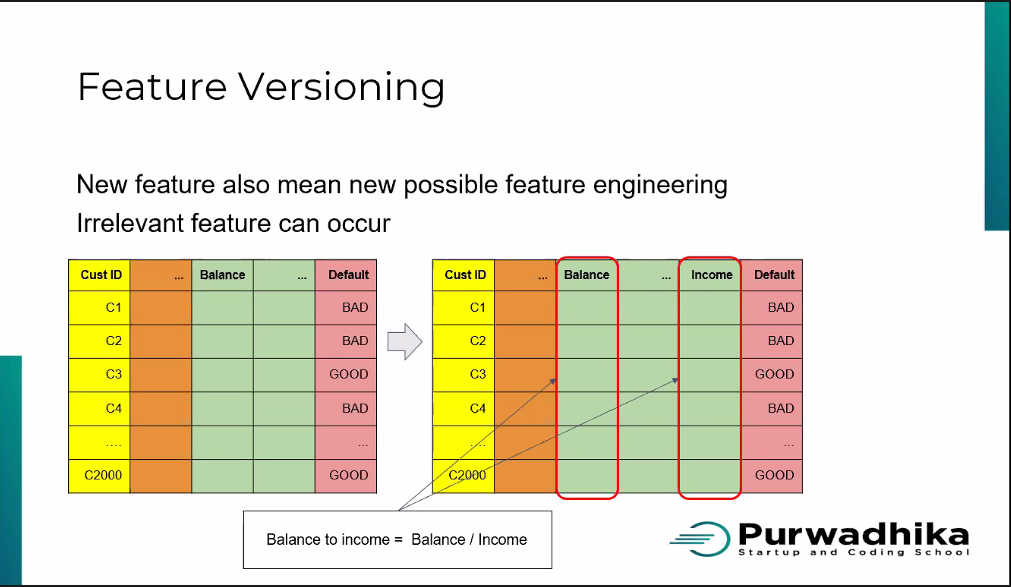 Feature Versioning
New feature also mean new possible feature engineering
Irrelevant feature can occur
Cust ID ... Balance ... Default
C1 BAD
C2 BAD
C3 GOOD
C4 BAD
.... ...
C2000 GOOD
Cust ID ... Balance ... Income Default
C1 BAD
C2 BAD
C3 GOOD
C4 BAD
.... ...
C2000 GOOD
Balance to income = Balance / Income
Purwadhika
Startup and Coding School